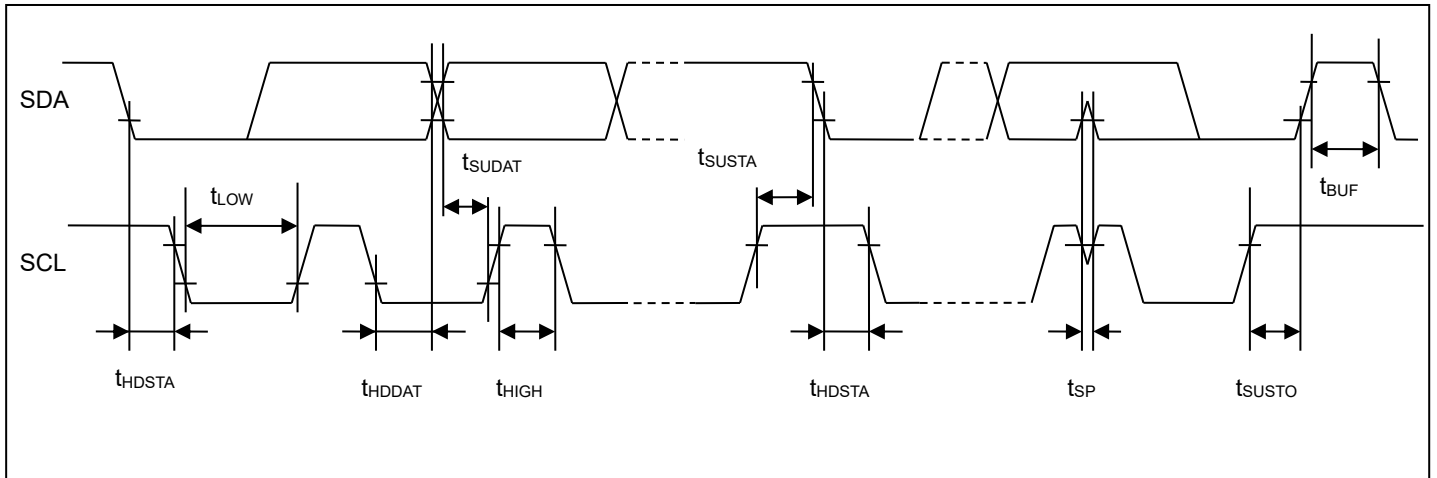 SDA
tSUDAT
tSUSTA
tLOW
tBUF
SCL
tHDSTA
tHDDAT
tHIGH
tHDSTA
tSP
tSUSTO